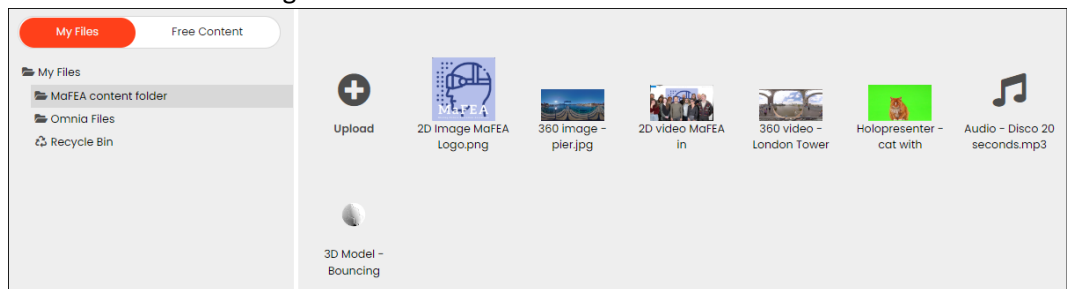 My Files
Free Content
My Files
MaFEA content folder
Omnia Files
Recycle Bin
Upload
MaFEA
2D Image MaFEA
Logo.png
360 image -
pier.jpg
2D video MaFEA
in
360 video -
London Tower
Holopresenter -
cat with
Audio - Disco 20
seconds.mp3
3D Model -
Bouncing